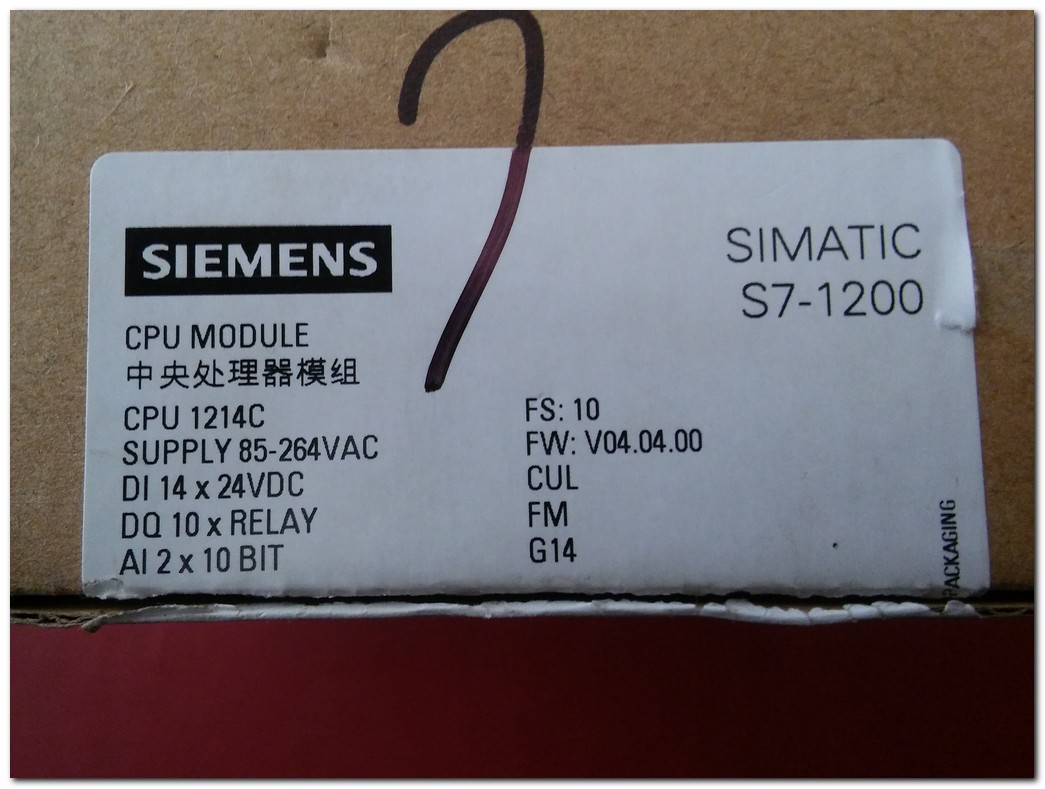 SIEMENS
SIMATIC
S7-1200
CPU MODULE
中央处理器模组
CPU 1214C
SUPPLY 85-264VAC
DI 14 x 24VDC
DQ 10 x RELAY
AI 2 x 10 BIT
FS: 10
FW: V04.04.00
CUL
FM
G14
PACKAGING